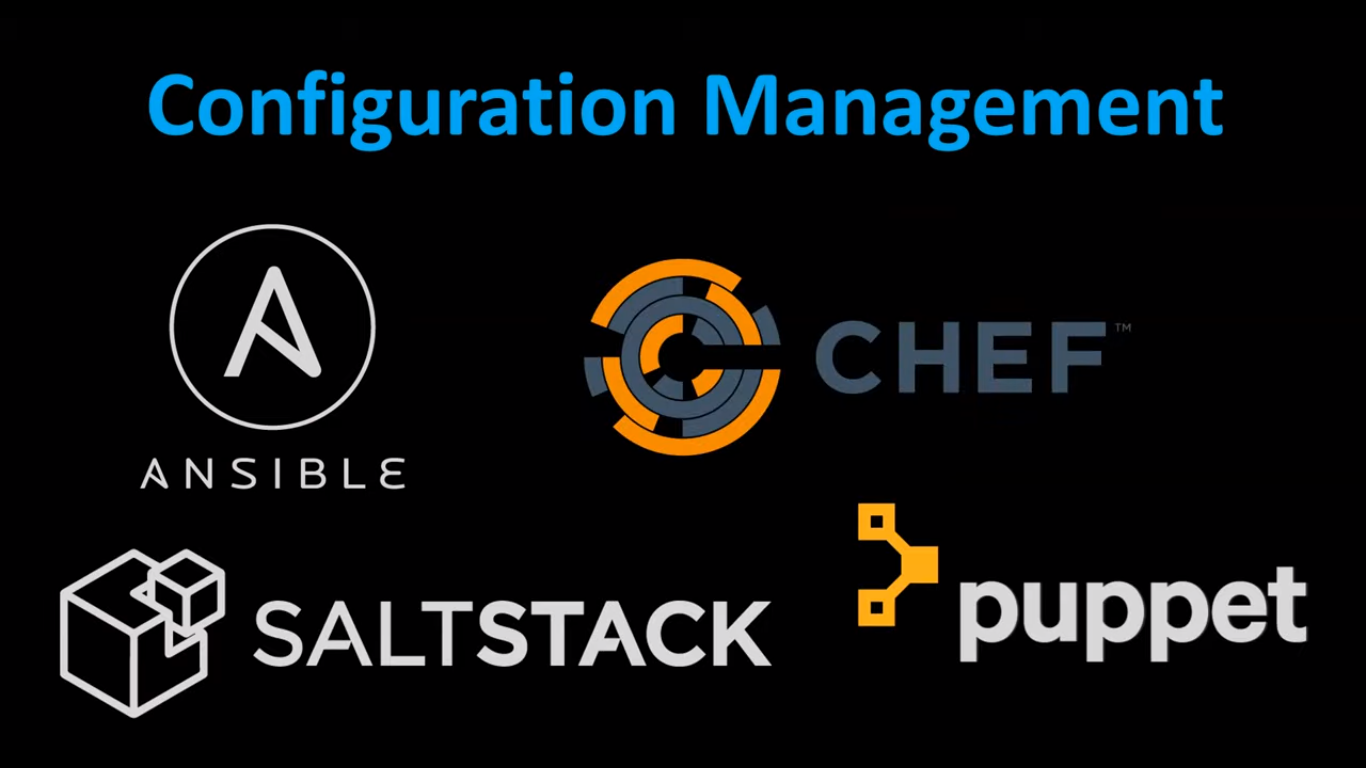 Configuration Management
ANSIBLE
CHEF™
SALTSTACK
puppet